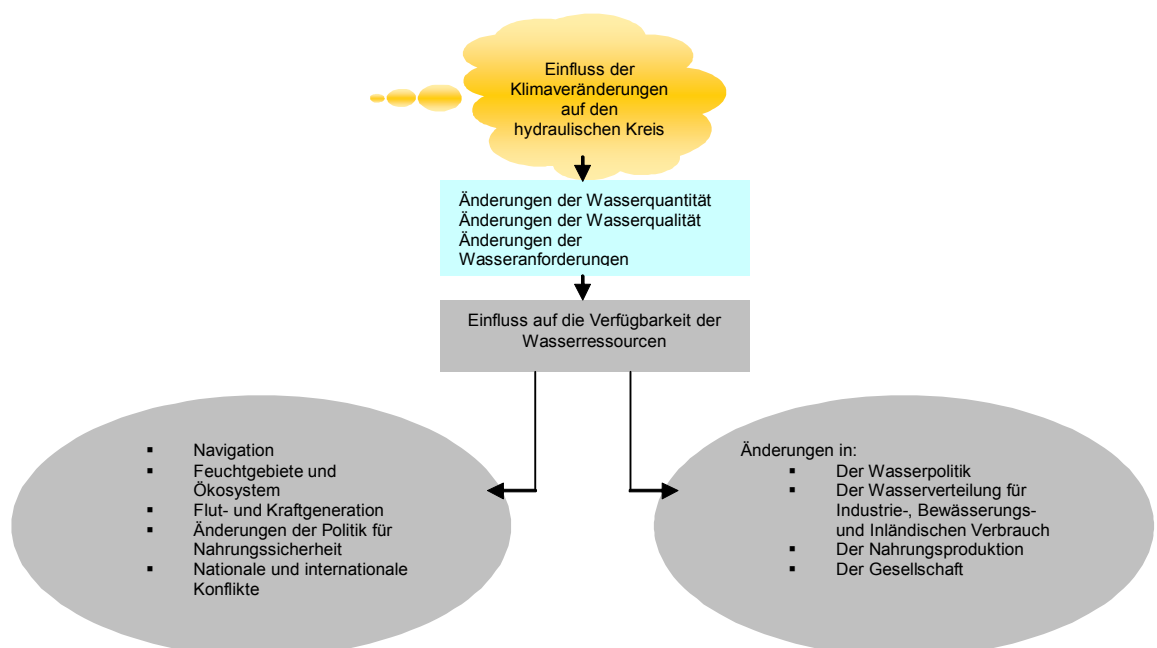 Einfluss der
Klimaveränderungen
auf den
hydraulischen Kreis
Änderungen der Wasserquantität
Änderungen der Wasserqualität
Änderungen der
Wasseranforderungen
Einfluss auf die Verfügbarkeit der
Wasserressourcen
▪ Navigation
▪ Feuchtgebiete und
Ökosystem
▪ Flut- und Kraftgeneration
▪ Änderungen der Politik für
Nahrungssicherheit
▪ Nationale und internationale
Konflikte
Änderungen in:
▪ Der Wasserpolitik
▪ Der Wasserverteilung für
Industrie-, Bewässerungs-
und Inländischen Verbrauch
▪ Der Nahrungsproduktion
▪ Der Gesellschaft